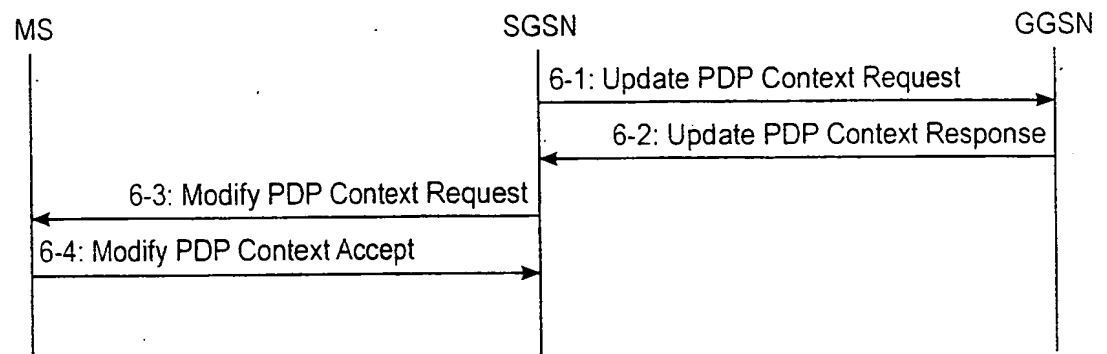 MS SGSN GGSN
6-1: Update PDP Context Request
6-2: Update PDP Context Response
6-3: Modify PDP Context Request
6-4: Modify PDP Context Accept